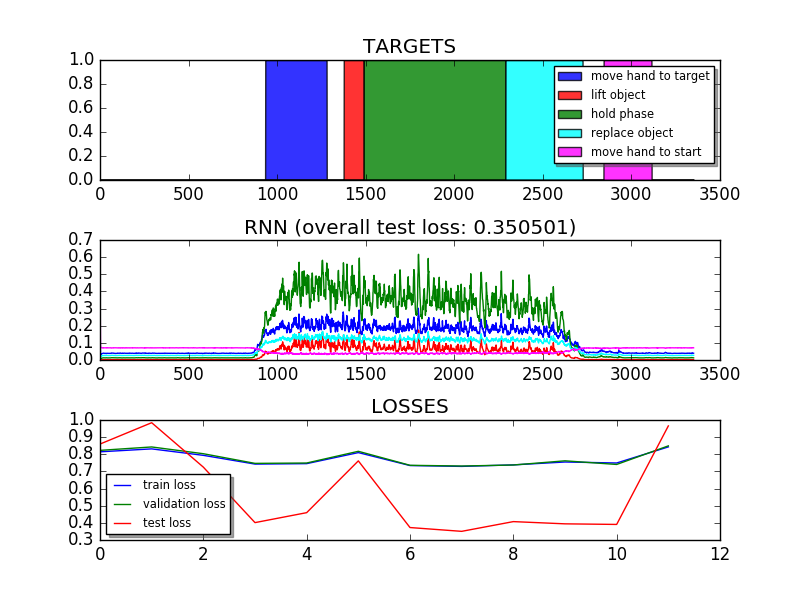 TARGETS
1.0
0.8
0.6
0.4
0.2
0.0
move hand to target
lift object
hold phase
replace object
move hand to start
0 500 1000 1500 2000 2500 3000 3500
RNN (overall test loss: 0.350501)
0.7
0.6
0.5
0.4
0.3
0.2
0.1
0.0
0 500 1000 1500 2000 2500 3000 3500
LOSSES
1.0
0.9
0.8
0.7
0.6
0.5
0.4
0.3
train loss
validation loss
test loss
0 2 4 6 8 10 12